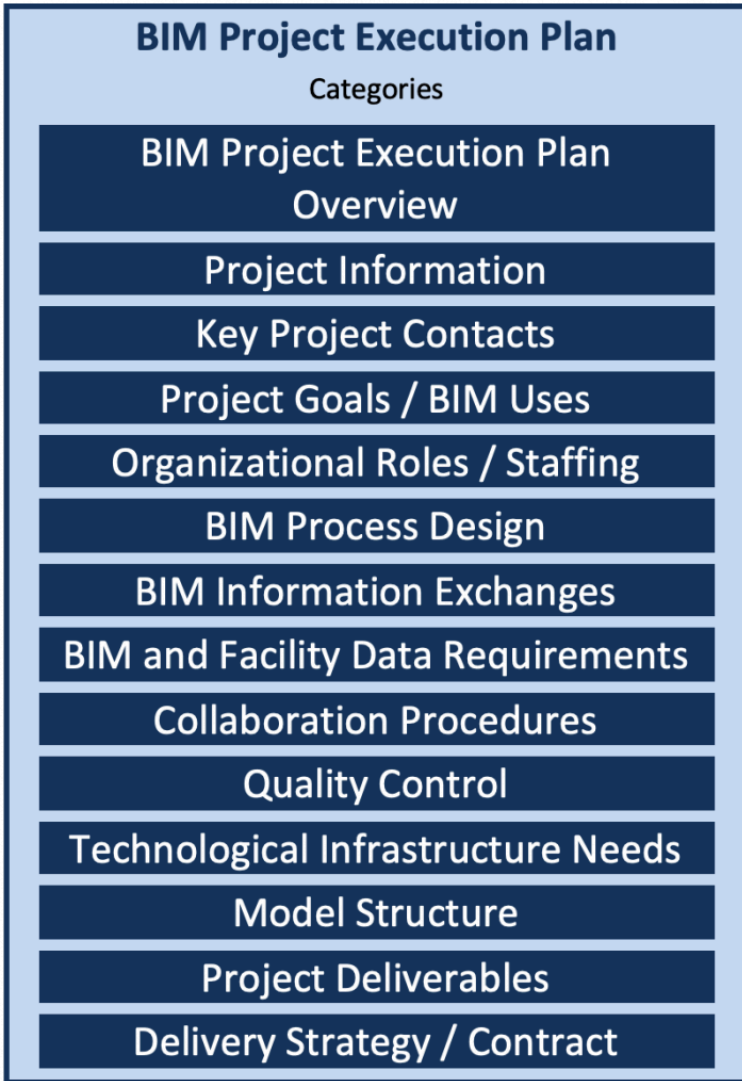 BIM Project Execution Plan
Categories
BIM Project Execution Plan
Overview
Project Information
Key Project Contacts
Project Goals / BIM Uses
Organizational Roles / Staffing
BIM Process Design
BIM Information Exchanges
BIM and Facility Data Requirements
Collaboration Procedures
Quality Control
Technological Infrastructure Needs
Model Structure
Project Deliverables
Delivery Strategy / Contract